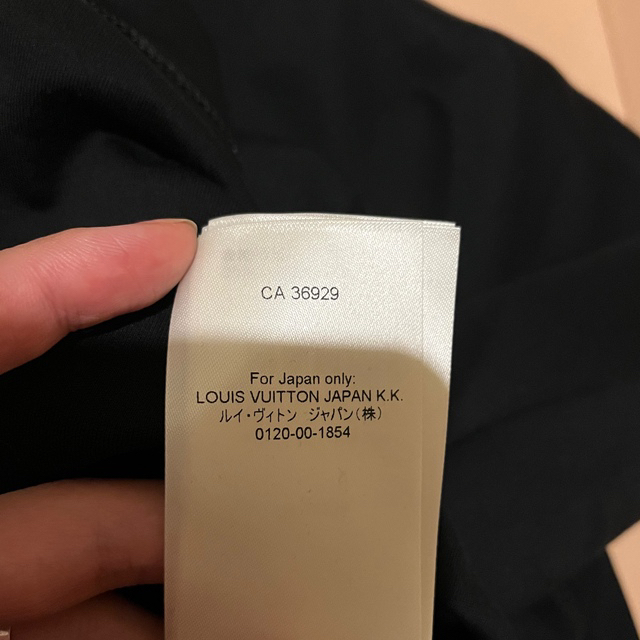 CA 36929
For Japan only:
LOUIS VUITTON JAPAN K.K.
ルイ・ヴィトン ジャパン(株)
0120-00-1854